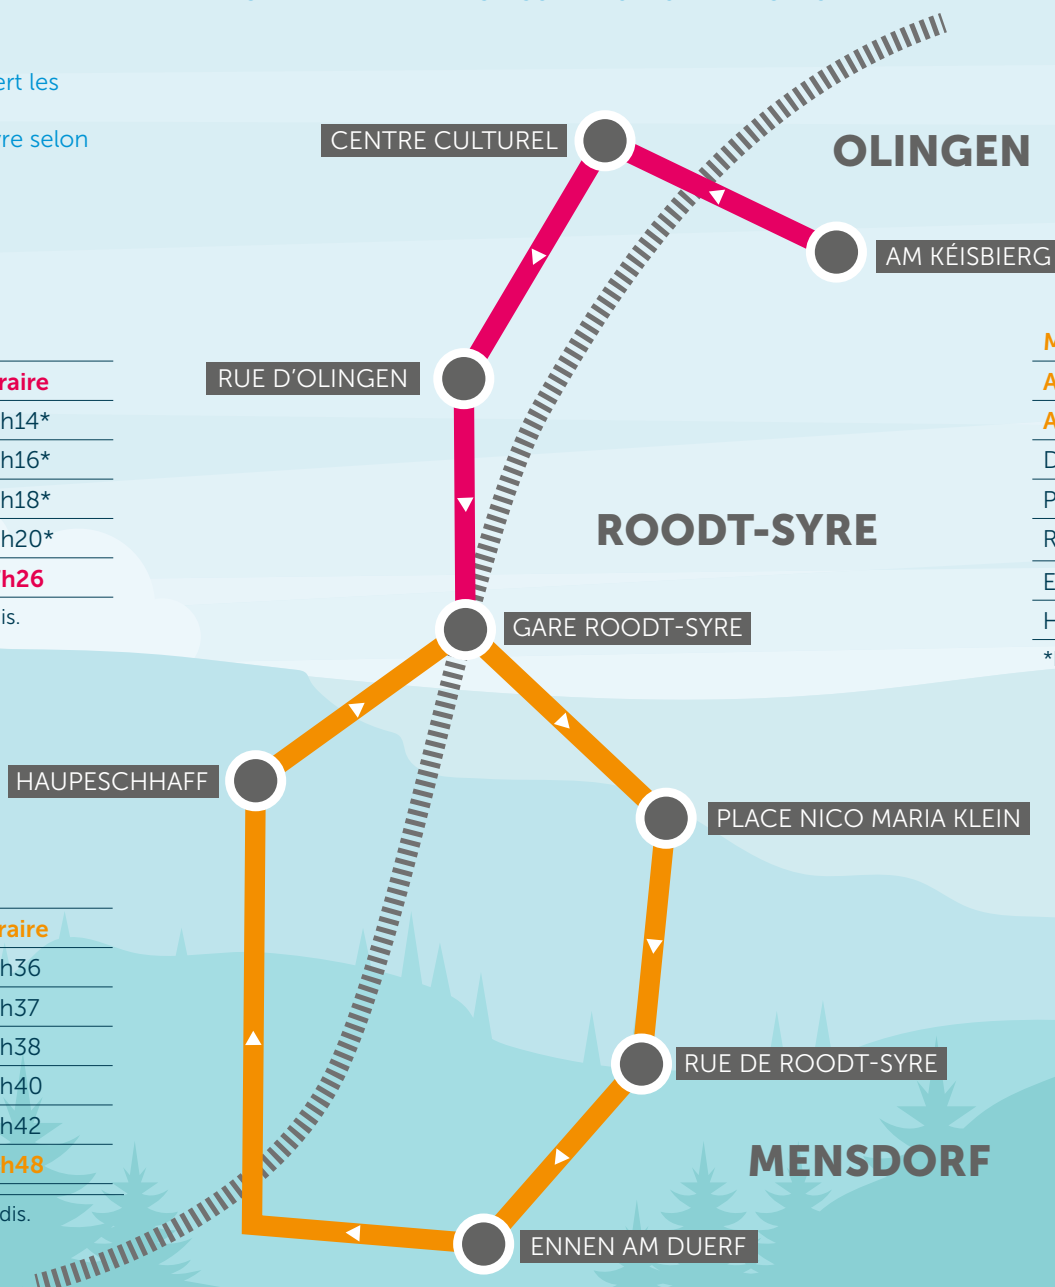 ert les
re selon
CENTRE CULTUREL
OLINGEN
AM KÉISBIERG
raire
h14*
h16*
h18*
h20*
h26
is.
RUE D'OLINGEN
M
A
A
D
P
R
E
H
*
ROODT-SYRE
GARE ROODT-SYRE
HAUPESCHHAFF
PLACE NICO MARIA KLEIN
raire
h36
h37
h38
h40
h42
h48
dis.
RUE DE ROODT-SYRE
MENSDORF
ENNEN AM DUERF